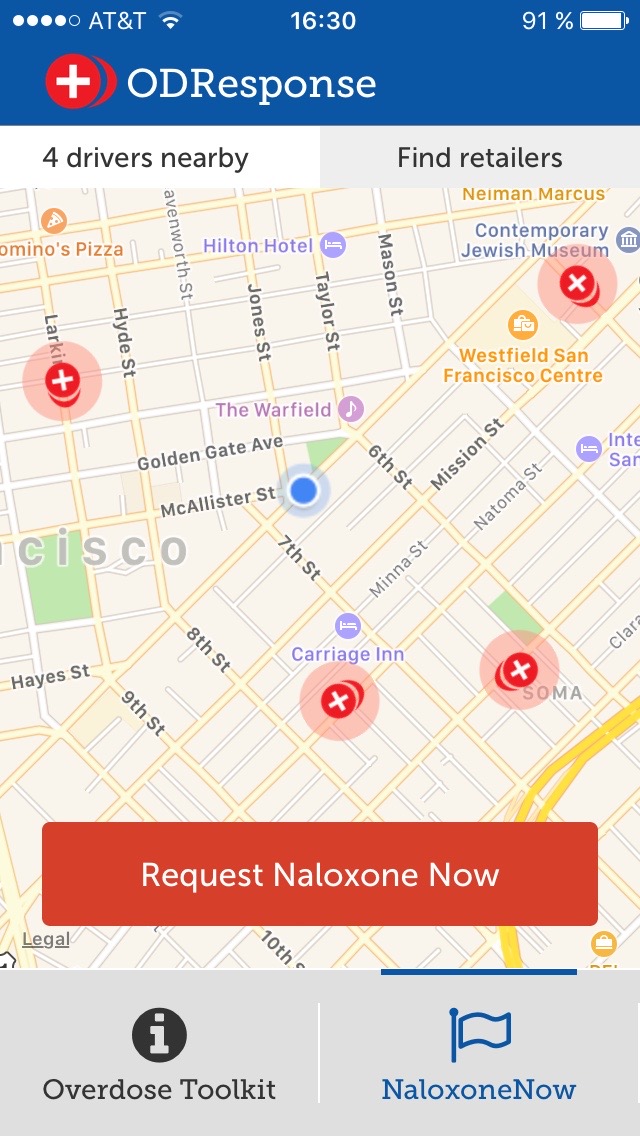 AT&T 16:30 91 %
ODResponse
4 drivers nearby Find retailers
Neiman Marcus
avenworth St
Contemporary
Jewish Museum
omino's Pizza
Hilton Hotel
Mason St
Taylor St
Jones St
Hyde St
Larki
Westfield San
Francisco Centre
The Warfield
Golden Gate Ave
6th St
Mission St
Inte
San
McAllister St
Natoma St
cisco
7th St
Minna St
Clara
8th St
Carriage Inn
Hayes St
9th St
SOMA
Request Naloxone Now
Legal
10th S
Overdose Toolkit NaloxoneNow